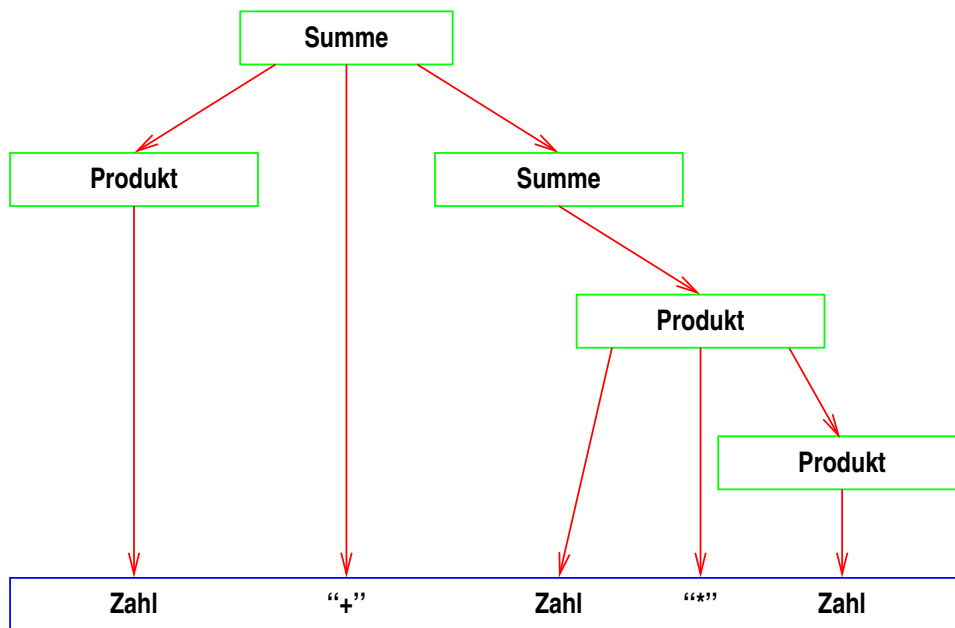 Summe
Produkt Summe
Produkt
Produkt
Zahl “+” Zahl “*” Zahl